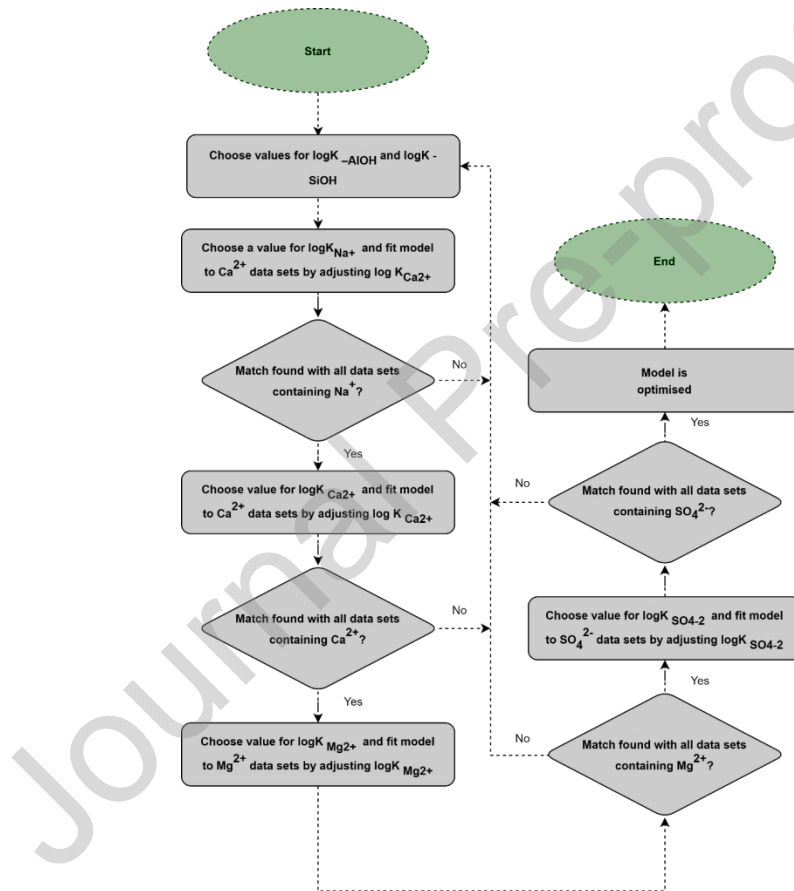 Start
Choose values for logK –AlOH and logK -
SiOH
Choose a value for logKNa+ and fit model
to Ca2+ data sets by adjusting log KCa2+
Match found with all data sets
containing Na+?
No
Yes
Choose value for logK Ca2+ and fit model
to Ca2+ data sets by adjusting log K Ca2+
Match found with all data sets
containing Ca2+?
No
Yes
Choose value for logK Mg2+ and fit model
to Mg2+ data sets by adjusting logK Mg2+
Match found with all data sets
containing Mg2+?
No
Yes
Choose value for logK SO4-2 and fit model
to SO42- data sets by adjusting logK SO4-2
Match found with all data sets
containing SO42-?
No
Yes
Model is
optimised
End
Journal Pre-pro